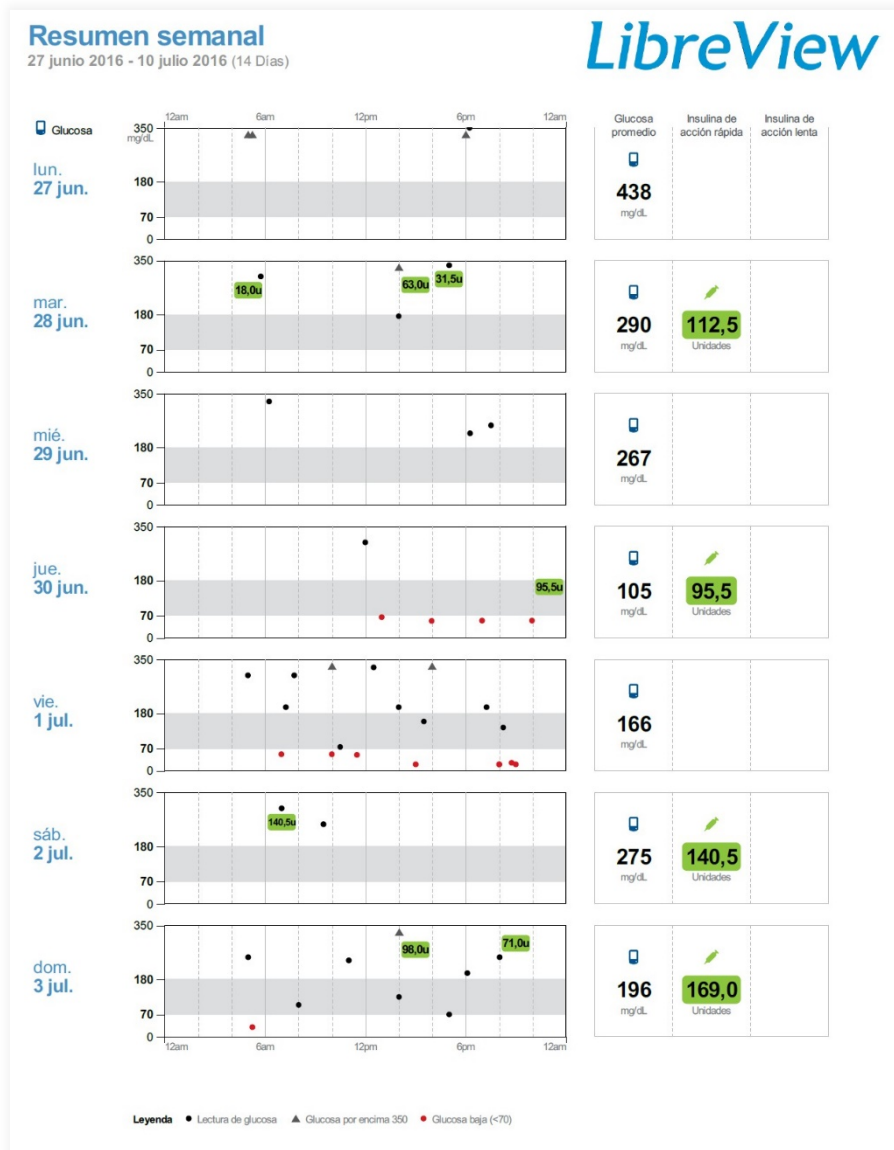 Resumen semanal
27 junio 2016 - 10 julio 2016 (14 Días)
LibreView
Glucosa
12am 6am 12pm 6pm 12am
Glucosa promedio
Insulina de acción rápida
Insulina de acción lenta
lun.
27 jun.
350
mg/dL
180
70
0
438
mg/dL
mar.
28 jun.
350
180
70
0
18,0u
63,0u
31,5u
290
mg/dL
112,5
Unidades
mié.
29 jun.
350
180
70
0
267
mg/dL
jue.
30 jun.
350
180
70
0
95,5u
105
mg/dL
95,5
Unidades
vie.
1 jul.
350
180
70
0
166
mg/dL
sáb.
2 jul.
350
180
70
0
140,5u
275
mg/dL
140,5
Unidades
dom.
3 jul.
350
180
70
0
98,0u
71,0u
196
mg/dL
169,0
Unidades
12am 6am 12pm 6pm 12am
Leyenda Lectura de glucosa Glucosa por encima 350 Glucosa baja (<70)